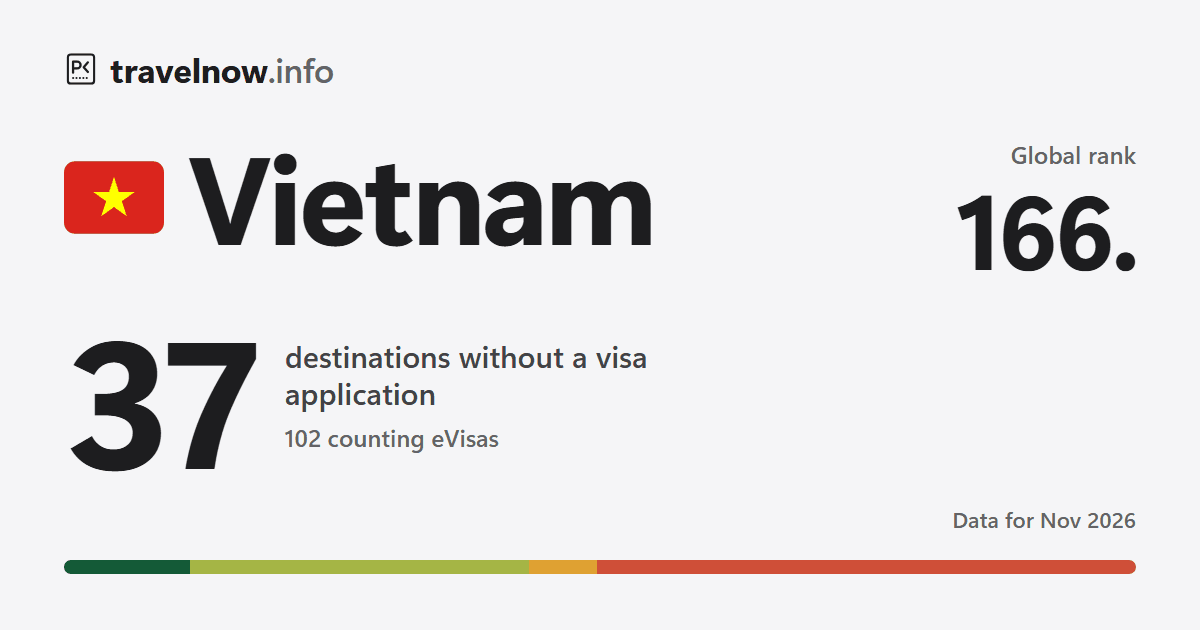 travelnow.info
Vietnam
Global rank
166.
37
destinations without a visa
application
102 counting eVisas
Data for Nov 2026